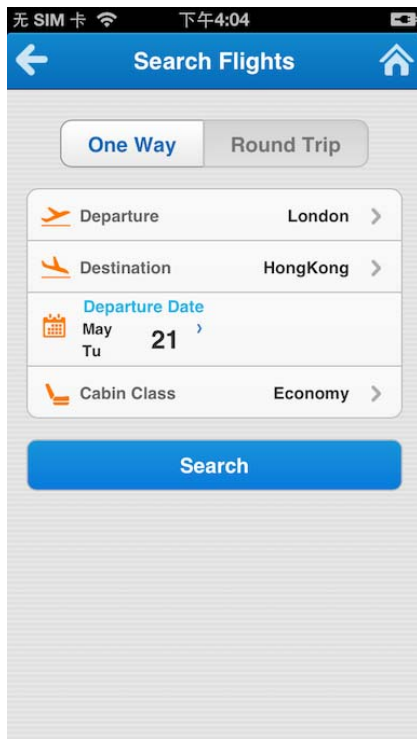 无 SIM 卡 下午4:04
Search Flights
One Way Round Trip
Departure London
Destination HongKong
Departure Date
May
21
Tu
Cabin Class Economy
Search